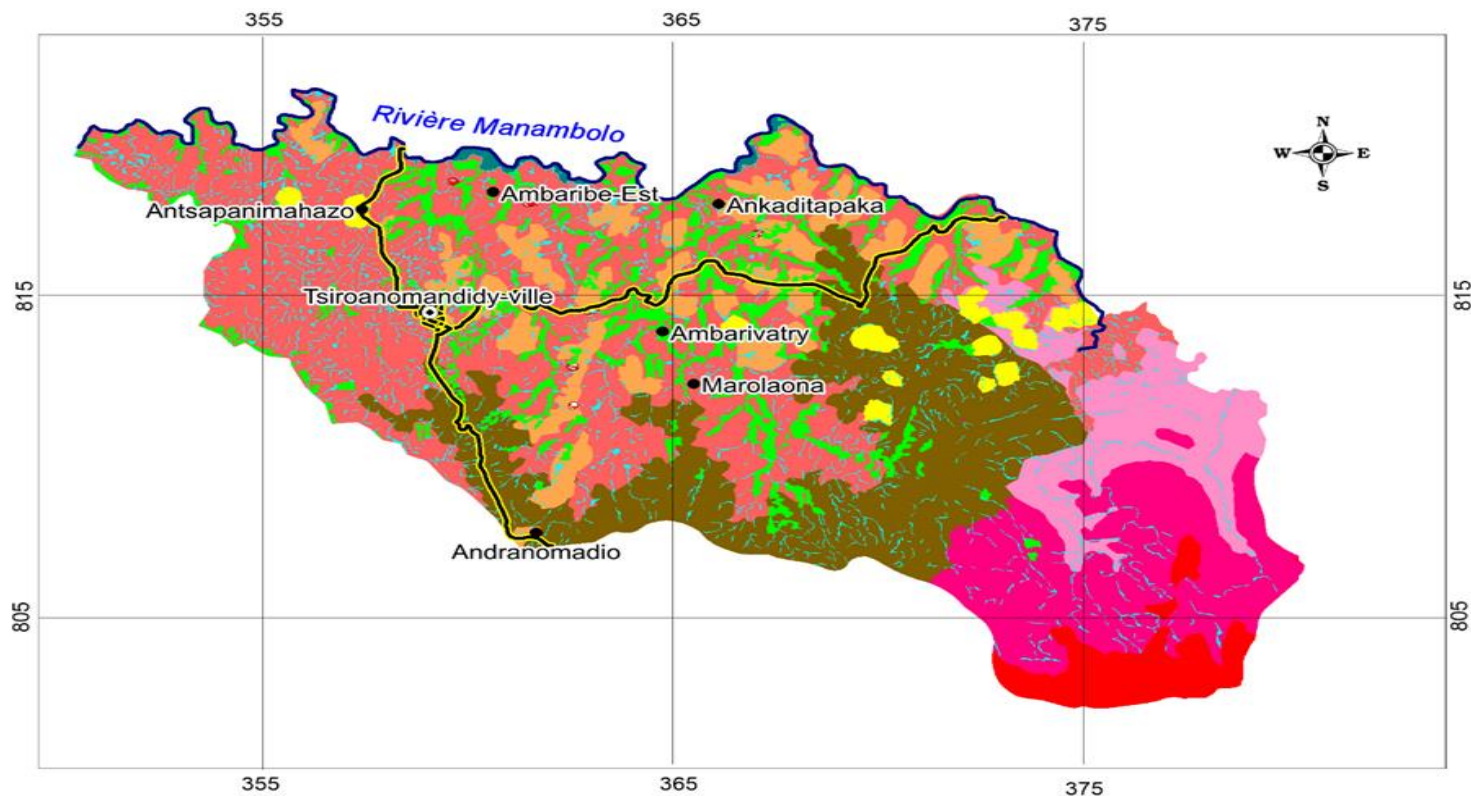 355 365 375
Rivière Manambolo
N
W E
S
Ambaribe-Est
Antsapanimahazo
Ankaditapaka
815 815
Tsiroanomandidy-ville
Ambarivatry
Marolaona
Andranomadio
805 805
355 365 375